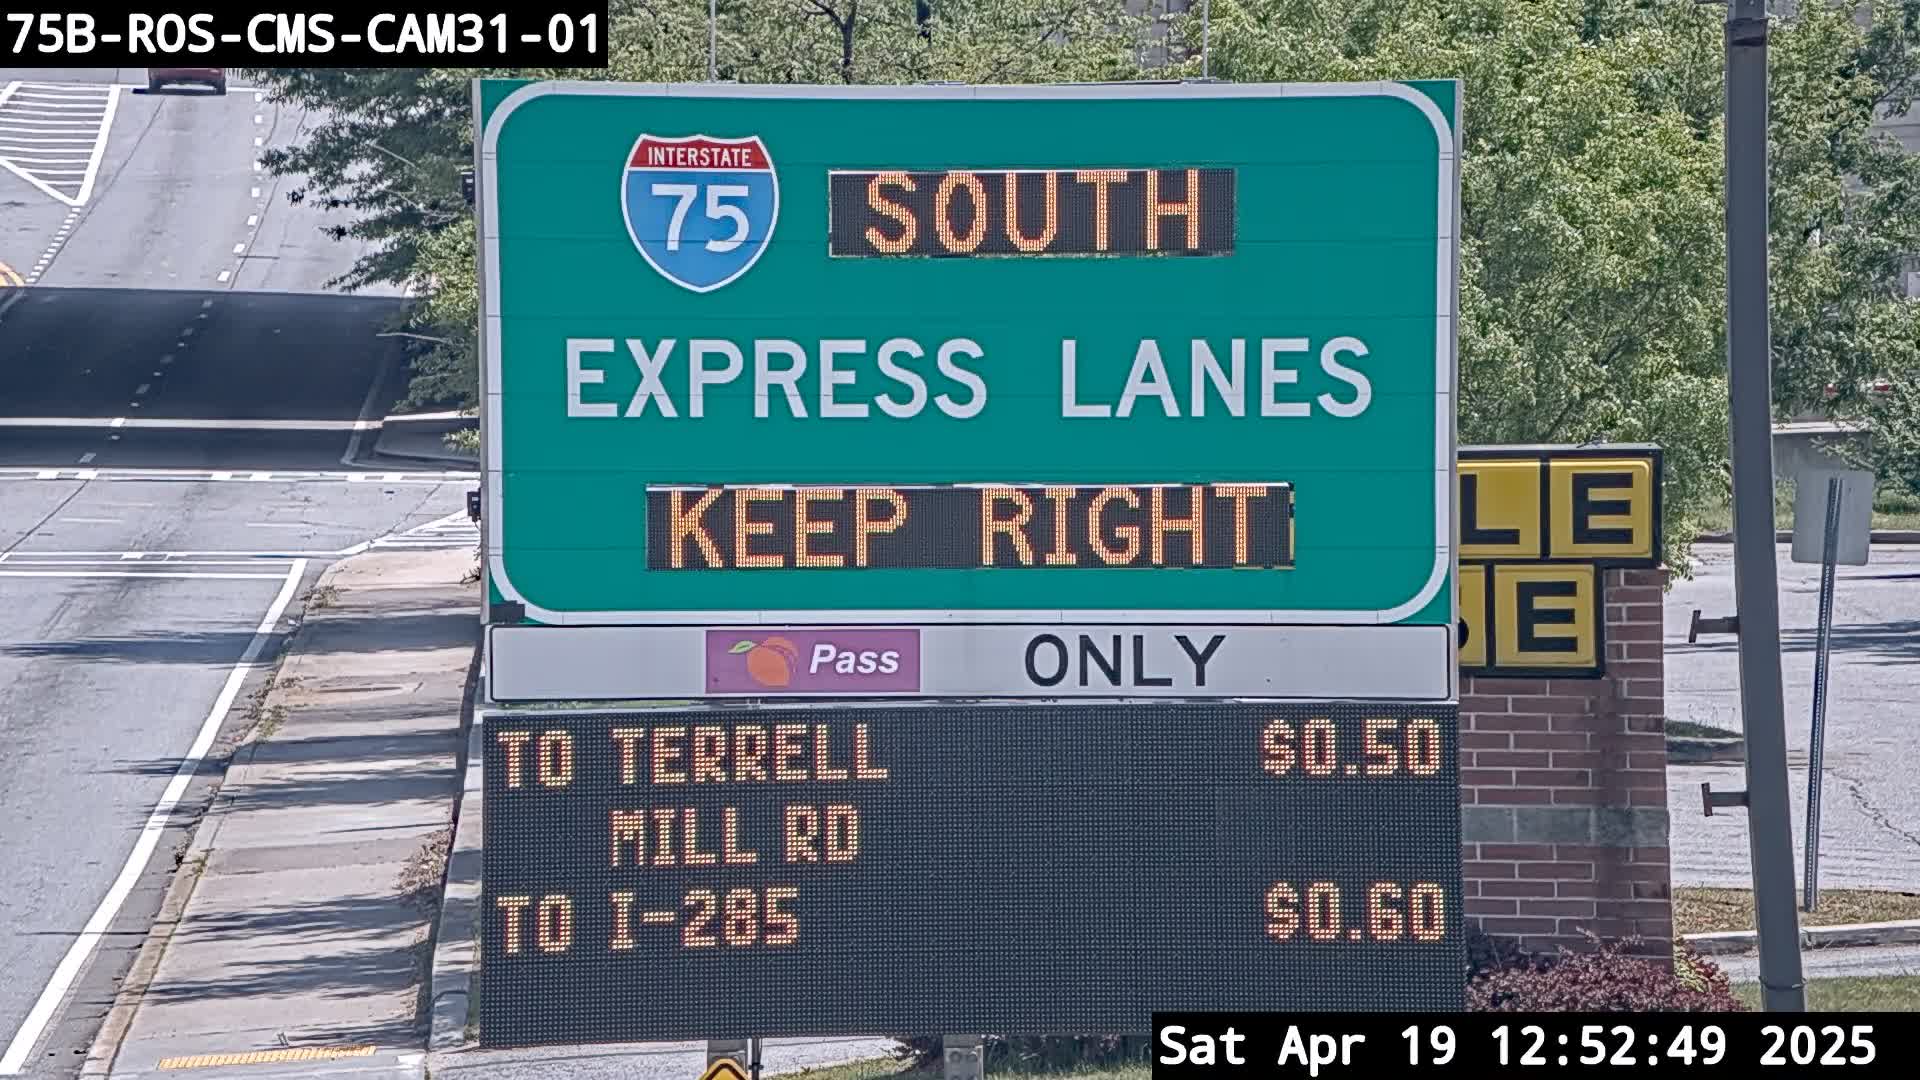 75B-ROS-CMS-CAM31-01
INTERSTATE
75
SOUTH
EXPRESS LANES
KEEP RIGHT
Pass ONLY
TO TERRELL $0.50
MILL RD
TO I-285 $0.60
LE
E
Sat Apr 19 12:52:49 2025